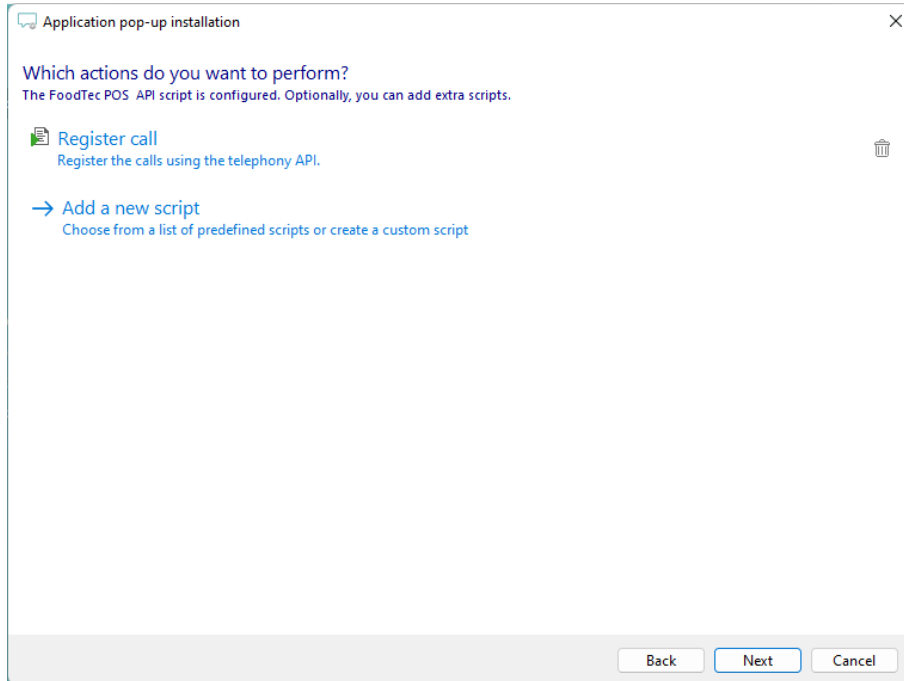 Application pop-up installation
Which actions do you want to perform?
The FoodTec POS  API script is configured. Optionally, you can add extra scripts.
Register call
Register the calls using the telephony API.
Add a new script
Choose from a list of predefined scripts or create a custom script
Back
Next
Cancel